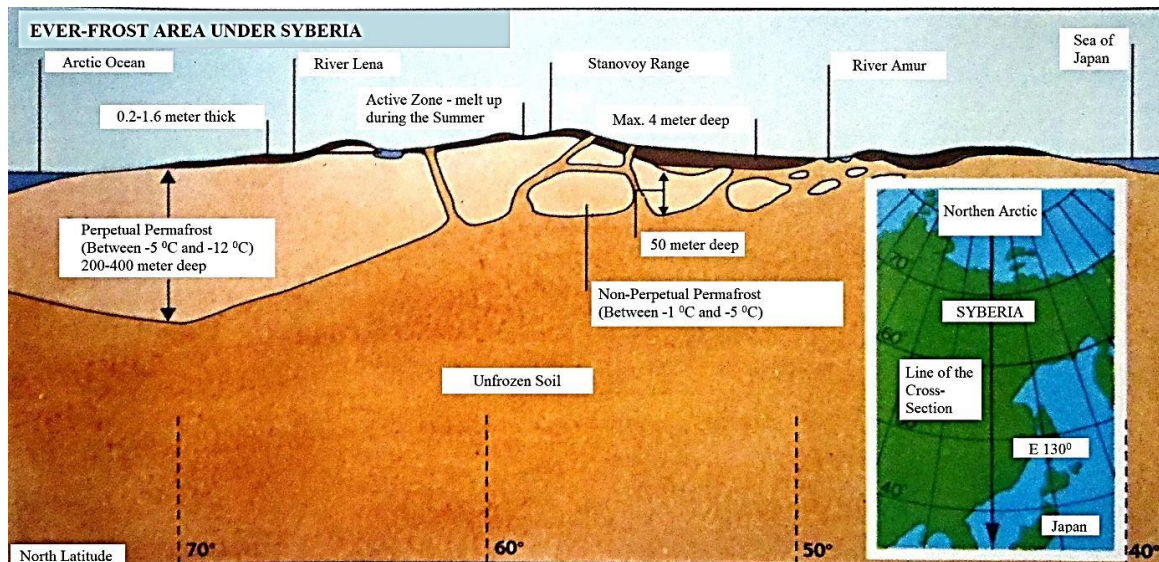 EVER-FROST AREA UNDER SYBERIA
Arctic Ocean
River Lena
Stanovoy Range
River Amur
Sea of
Japan
0.2-1.6 meter thick
Active Zone - melt up
during the Summer
Max. 4 meter deep
Perpetual Permafrost
(Between -5 ⁰C and -12 ⁰C)
200-400 meter deep
50 meter deep
Non-Perpetual Permafrost
(Between -1 ⁰C and -5 ⁰C)
Unfrozen Soil
Northen Arctic
70
SYBERIA
60
Line of the
Cross-
Section
E 130⁰
40°
Japan
North Latitude
70°
60°
50°
40°